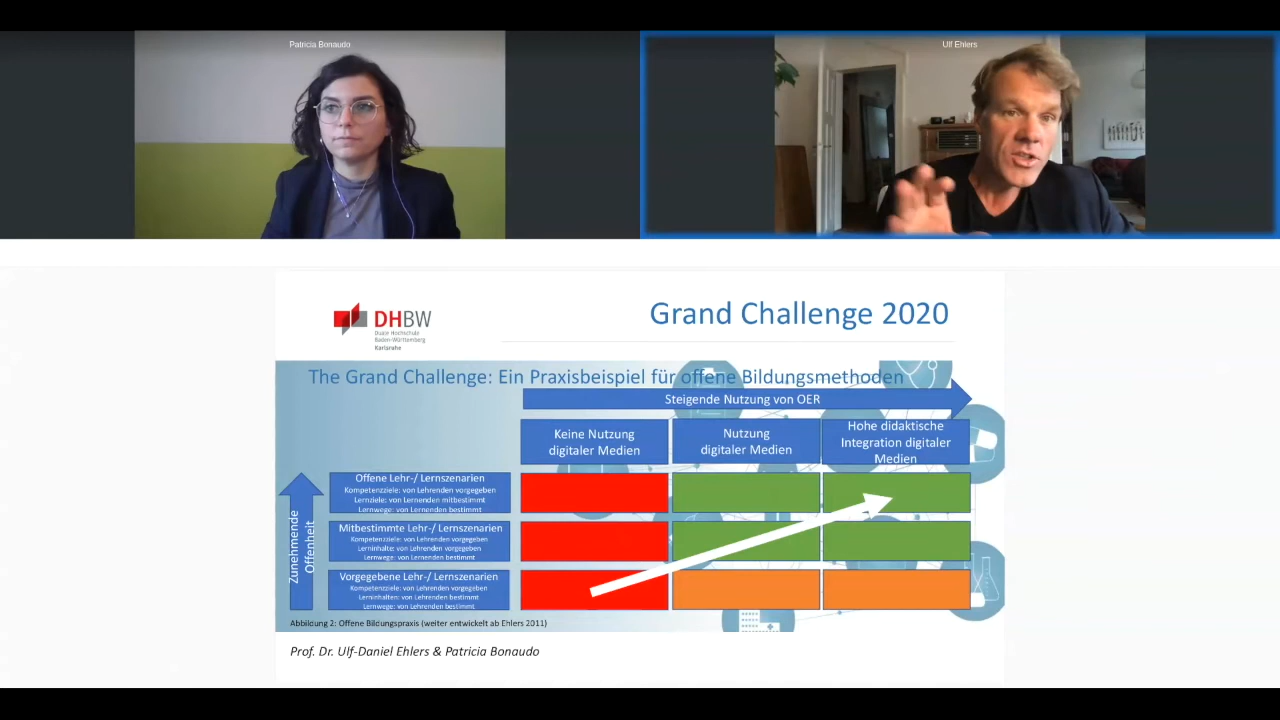 Patricia Bonaudo
Ulf Ehlers
DHBW
Duale Hochschule
Baden-Württemberg
Karlsruhe
Grand Challenge 2020
The Grand Challenge: Ein Praxisbeispiel für offene Bildungsmethoden
Steigende Nutzung von OER
Keine Nutzung
digitaler Medien
Nutzung
digitaler Medien
Hohe didaktische
Integration digitaler
Medien
Zunehmende
Offenheit
Offene Lehr-/ Lernszenarien
Kompetenzziele: von Lehrenden vorgegeben
Lernziele: von Lernenden mitbestimmt
Lernwege: von Lernenden bestimmt
Mitbestimmte Lehr-/ Lernszenarien
Kompetenzziele: von Lehrenden vorgegeben
Lerninhalte: von Lehrenden vorgegeben
Lernwege: von Lernenden bestimmt
Vorgegebene Lehr-/ Lernszenarien
Kompetenzziele: von Lehrenden vorgegeben
Lerninhalten: von Lehrenden bestimmt
Lernwege: von Lehrenden bestimmt
Abbildung 2: Offene Bildungspraxis (weiter entwickelt ab Ehlers 2011)
Prof. Dr. Ulf-Daniel Ehlers & Patricia Bonaudo